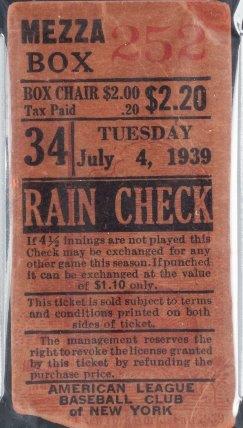 MEZZA 252
BOX
BOX CHAIR $2.00 $2.20
Tax Paid .20
34 TUESDAY
July 4, 1939
RAIN CHECK
If 4½ innings are not played this
Check may be exchanged for any
other game this season. If punched
it can be exchanged at the value
of $1.10 only.
This ticket is sold subject to terms
and conditions printed on both
sides of ticket.
The management reserves the
right to revoke the license granted
by this ticket by refunding the
purchase price.
AMERICAN LEAGUE
BASEBALL CLUB
of NEW YORK